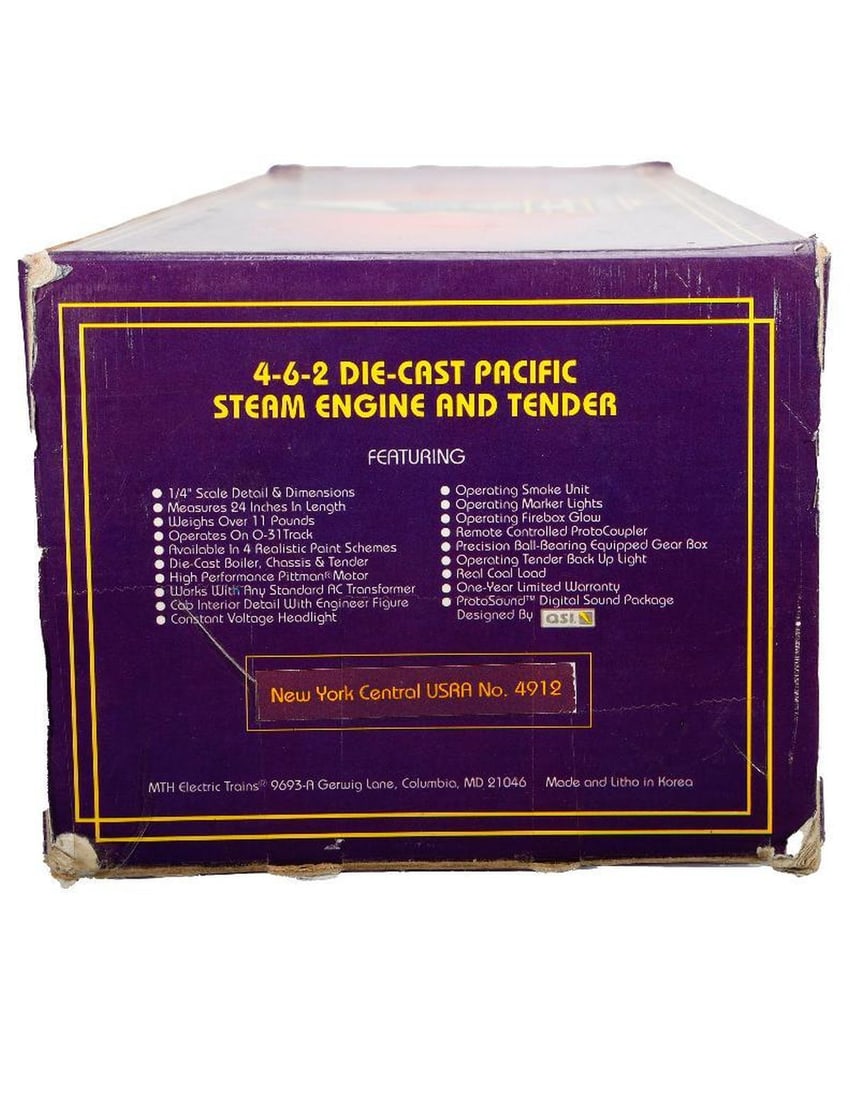 4-6-2 DIE-CAST PACIFIC
STEAM ENGINE AND TENDER
FEATURING
● 1/4" Scale Detail & Dimensions
● Measures 24 Inches In Length
● Weighs Over 11 Pounds
● Operates On O-31Track
● Available In 4 Realistic Paint Schemes
● Die-Cast Boiler, Chassis & Tender
● High Performance Pittman® Motor
● Works With Any Standard AC Transformer
● Cab Interior Detail With Engineer Figure
● Constant Voltage Headlight
● Operating Smoke Unit
● Operating Marker Lights
● Operating Firebox Glow
● Remote Controlled ProtoCoupler
● Precision Ball-Bearing Equipped Gear Box
● Operating Tender Back Up Light
● Real Coal Load
● One-Year Limited Warranty
● ProtoSound™ Digital Sound Package
Designed By QSI.
New York Central USRA No. 4912
MTH Electric Trains® 9693-A Gerwig Lane, Columbia, MD 21046 Made and Litho in Korea